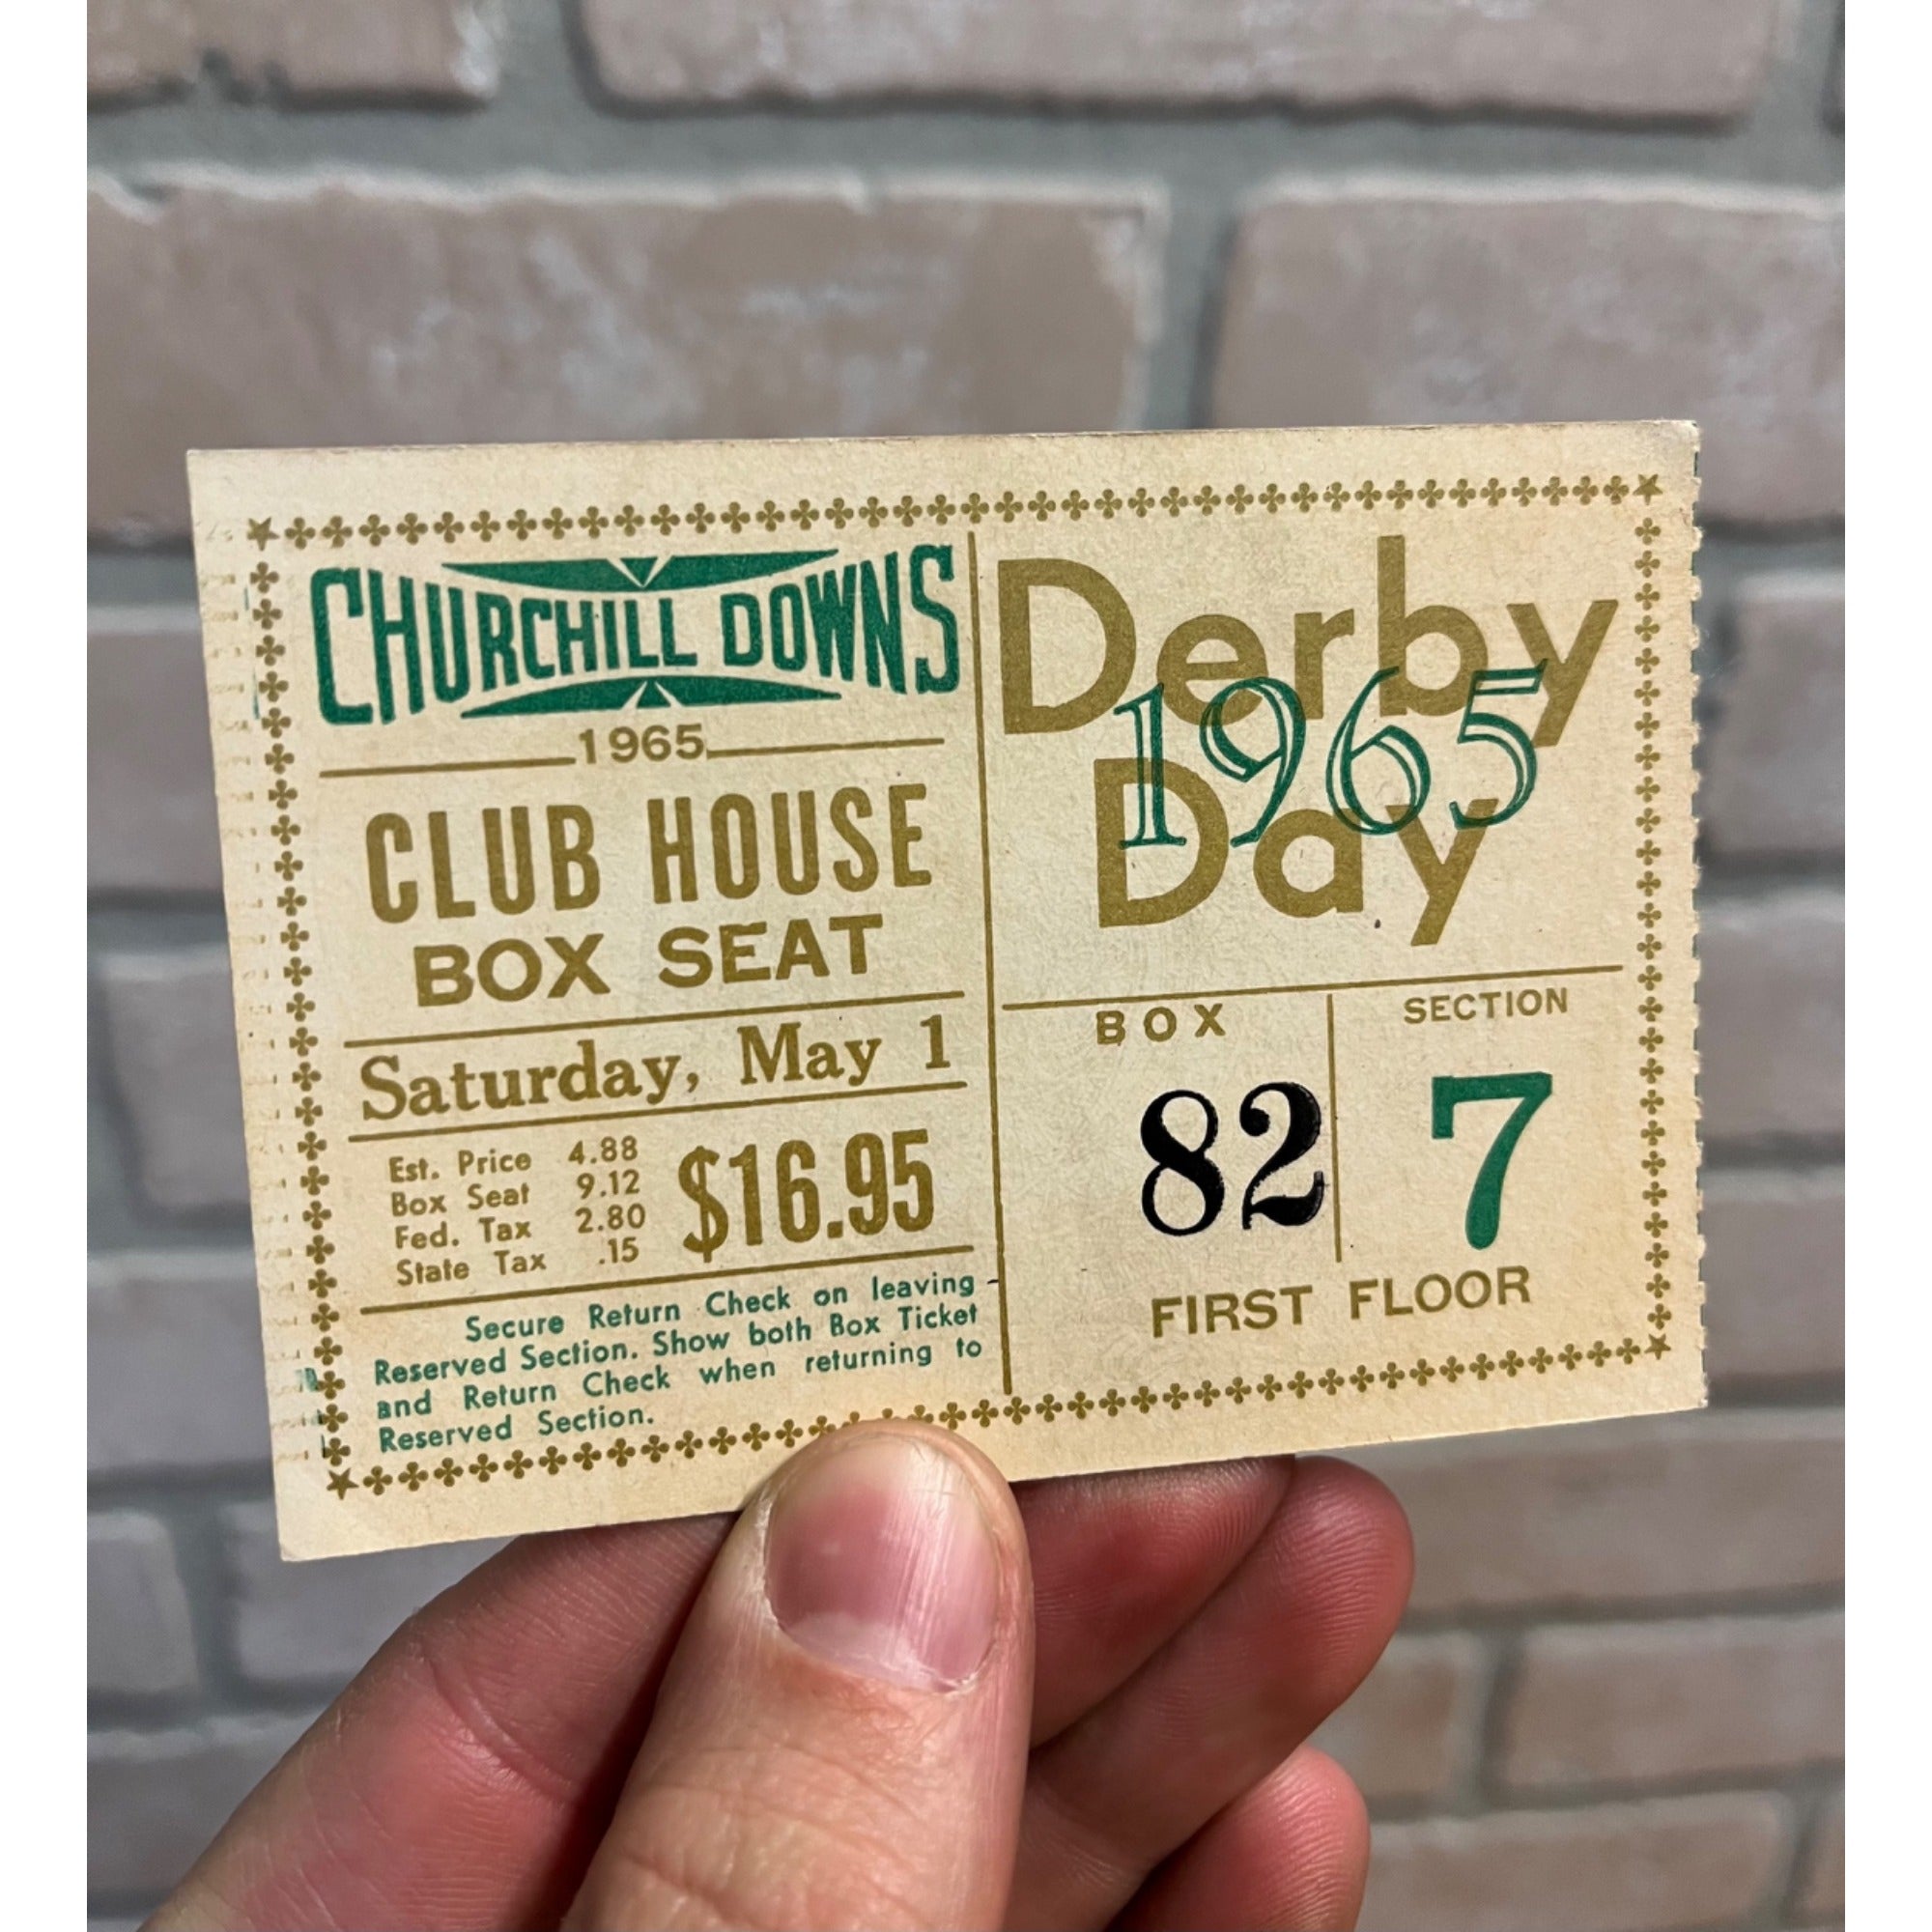 CHURCHILL DOWNS
1965
CLUB HOUSE
BOX SEAT
Saturday, May 1
Est. Price 4.88
Box Seat 9.12
Fed. Tax 2.80
State Tax .15
$16.95
Secure Return Check on leaving
Reserved Section. Show both Box Ticket
and Return Check when returning to
Reserved Section.
Derby
1965
Day
BOX
82
SECTION
7
FIRST FLOOR